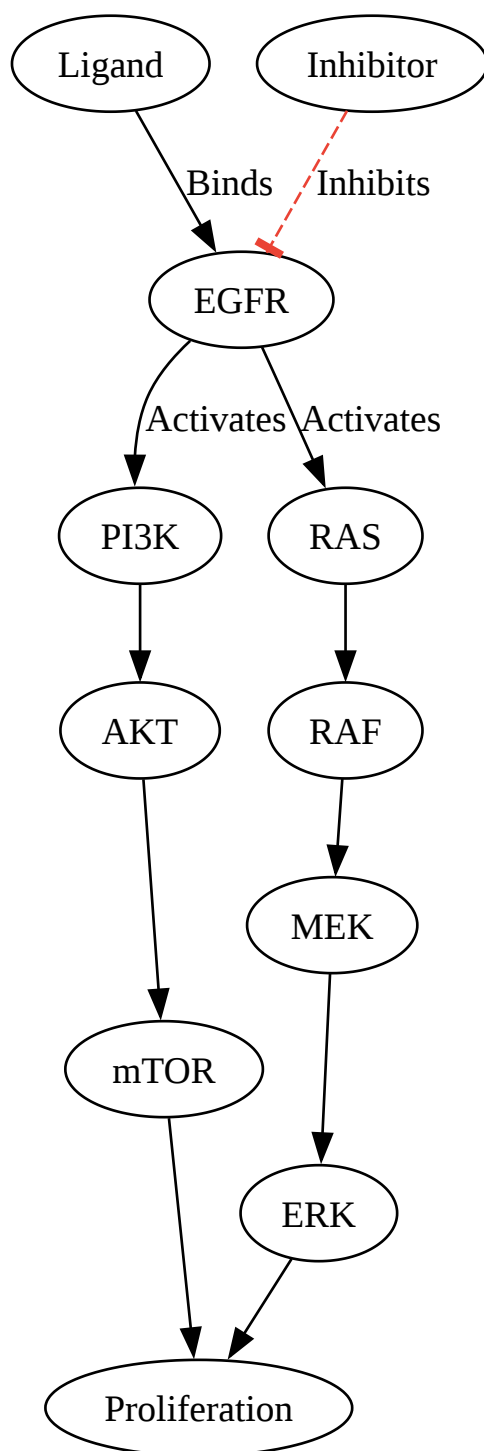 Ligand
Inhibitor
Binds
Inhibits
EGFR
Activates
Activates
PI3K
RAS
AKT
RAF
MEK
mTOR
ERK
Proliferation